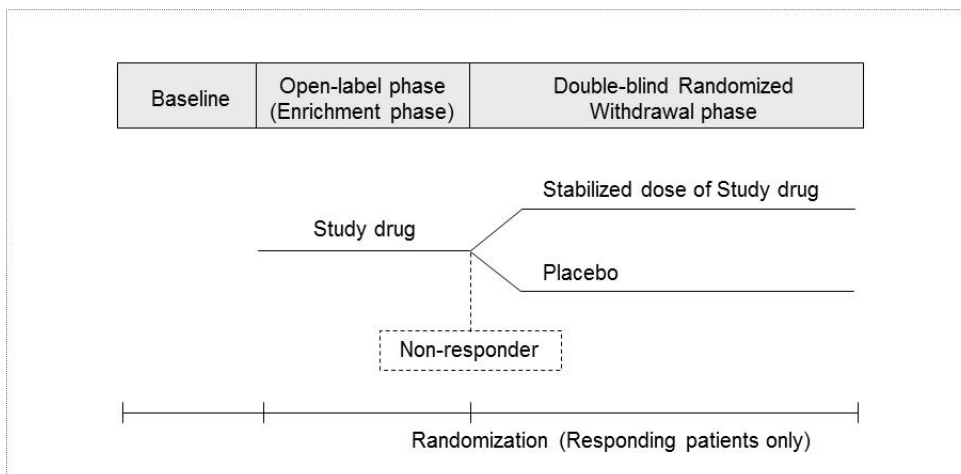 Baseline
Open-label phase
(Enrichment phase)
Double-blind Randomized
Withdrawal phase
Stabilized dose of Study drug
Study drug
Placebo
Non-responder
Randomization (Responding patients only)